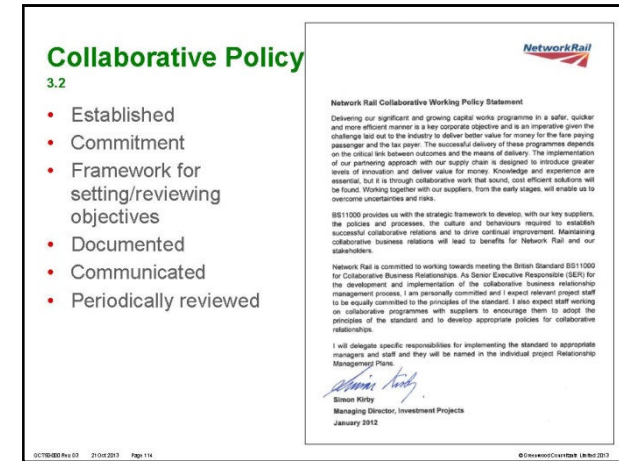 Collaborative Policy
3.2
• Established
• Commitment
• Framework for
setting/reviewing
objectives
• Documented
• Communicated
• Periodically reviewed
NetworkRail
Network Rail Collaborative Working Policy Statement
Delivering our significant and growing capital works programme in a safer, quicker
and more efficient manner is a key corporate objective and is an imperative given the
challenge laid out to the industry to deliver better value for money for the fare paying
passenger and the tax payer. The successful delivery of these programmes depends
on the critical link between outcomes and the means of delivery. The implementation
of our partnering approach with our supply chain is designed to introduce greater
levels of innovation and deliver value for money. Knowledge and experience are
essential, but it is through collaborative work that sound, cost efficient solutions will
be found. Working together with our suppliers, from the early stages, will enable us to
overcome uncertainties and risks.
BS11000 provides us with the strategic framework to develop, with our key suppliers,
the policies and processes, the culture and behaviours required to establish
successful collaborative relations and to drive continual improvement. Maintaining
collaborative business relations will lead to benefits for Network Rail and our
stakeholders.
Network Rail is committed to working towards meeting the British Standard BS11000
for Collaborative Business Relationships. As Senior Executive Responsible (SER) for
the development and implementation of the collaborative business relationship
management process, I am personally committed and I expect relevant project staff
to be equally committed to the principles of the standard. I also expect staff working
on collaborative programmes with suppliers to encourage them to adopt the
principles of the standard and to develop appropriate policies for collaborative
relationships.
I will delegate specific responsibilities for implementing the standard to appropriate
managers and staff and they will be named in the individual project Relationship
Management Plans.
Simon Kirby
Simon Kirby
Managing Director, Investment Projects
January 2012
Rev 03 21 Oct 2013 Page 114
© Greenwood Consultants Limited 2013